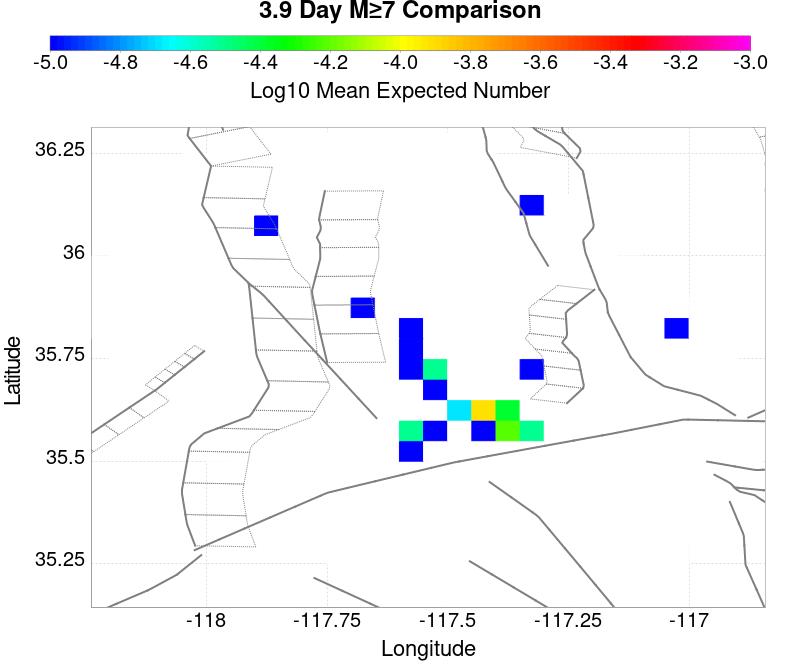 3.9 Day M≥7 Comparison
-5.0 -4.8 -4.6 -4.4 -4.2 -4.0 -3.8 -3.6 -3.4 -3.2 -3.0
Log10 Mean Expected Number
36.25
36
35.75
35.5
35.25
Latitude
-118 -117.75 -117.5 -117.25 -117
Longitude